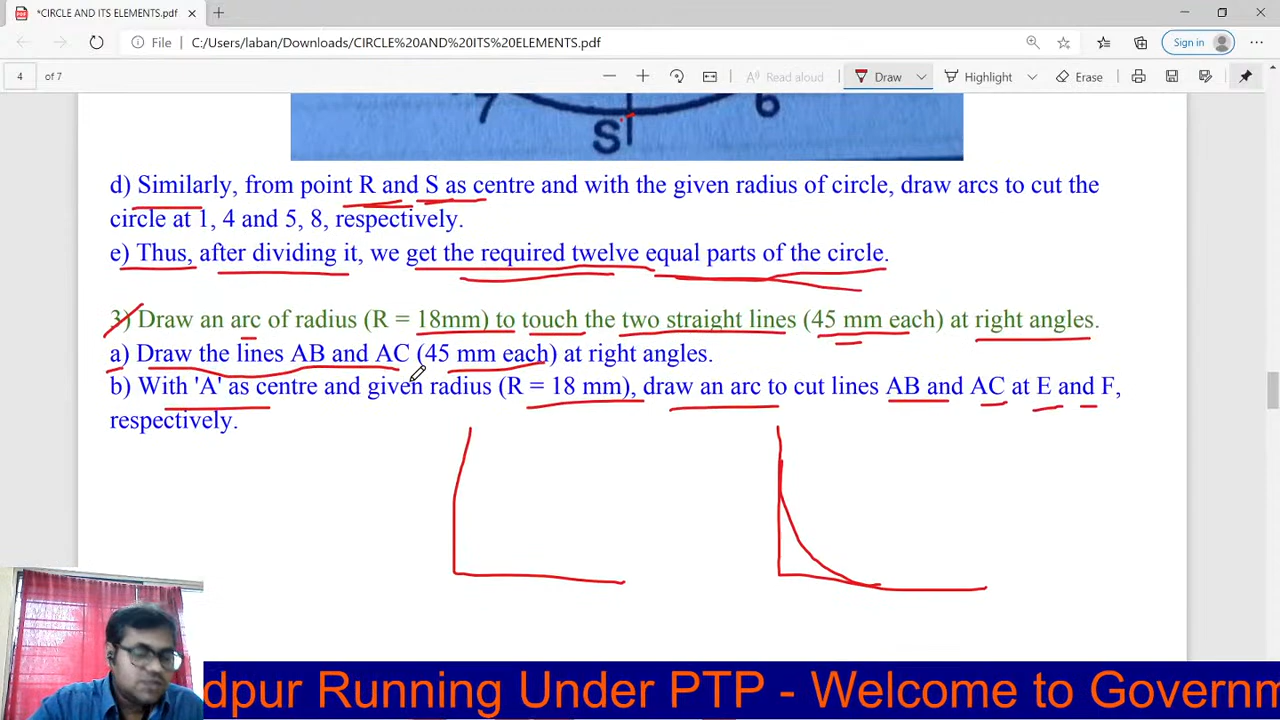 *CIRCLE AND ITS ELEMENTS.pdf
File C:/Users/laban/Downloads/CIRCLE%20AND%20ITS%20ELEMENTS.pdf Sign in
4 of 7 Read aloud Draw Highlight Erase
7 6
S
d) Similarly, from point R and S as centre and with the given radius of circle, draw arcs to cut the
circle at 1, 4 and 5, 8, respectively.
e) Thus, after dividing it, we get the required twelve equal parts of the circle.
3) Draw an arc of radius (R = 18mm) to touch the two straight lines (45 mm each) at right angles.
a) Draw the lines AB and AC (45 mm each) at right angles.
b) With 'A' as centre and given radius (R = 18 mm), draw an arc to cut lines AB and AC at E and F,
respectively.
dpur Running Under PTP - Welcome to Governm